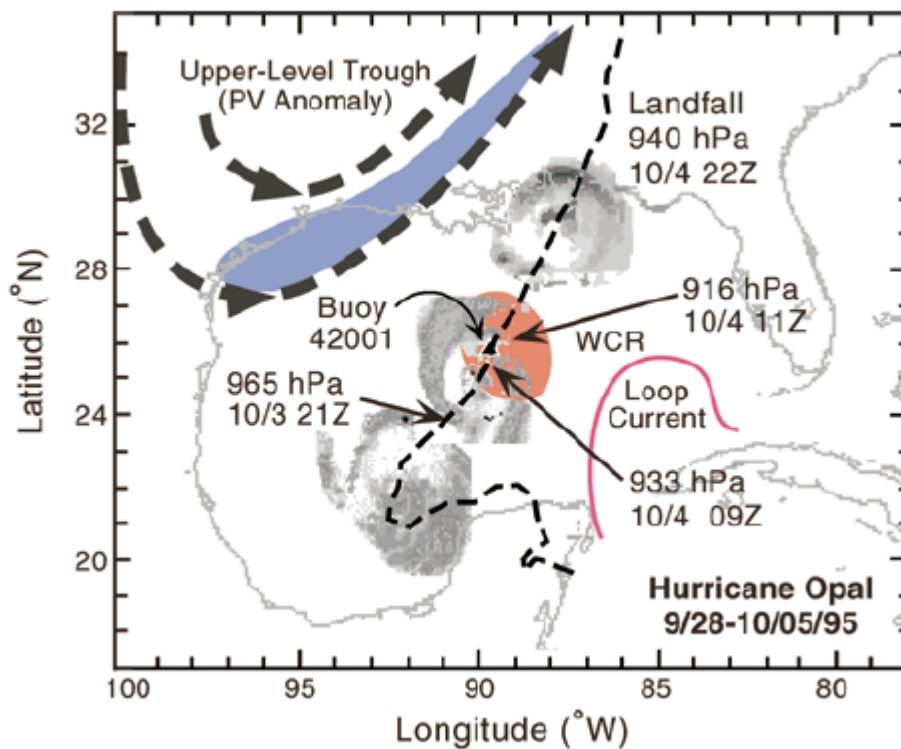 Upper-Level Trough
(PV Anomaly)
Landfall
940 hPa
10/4 22Z
Buoy
42001
916 hPa
10/4 11Z
WCR
965 hPa
10/3 21Z
Loop
Current
933 hPa
10/4 09Z
Hurricane Opal
9/28-10/05/95
Latitude (°N)
32
28
24
20
100
95
90
85
80
Longitude (°W)